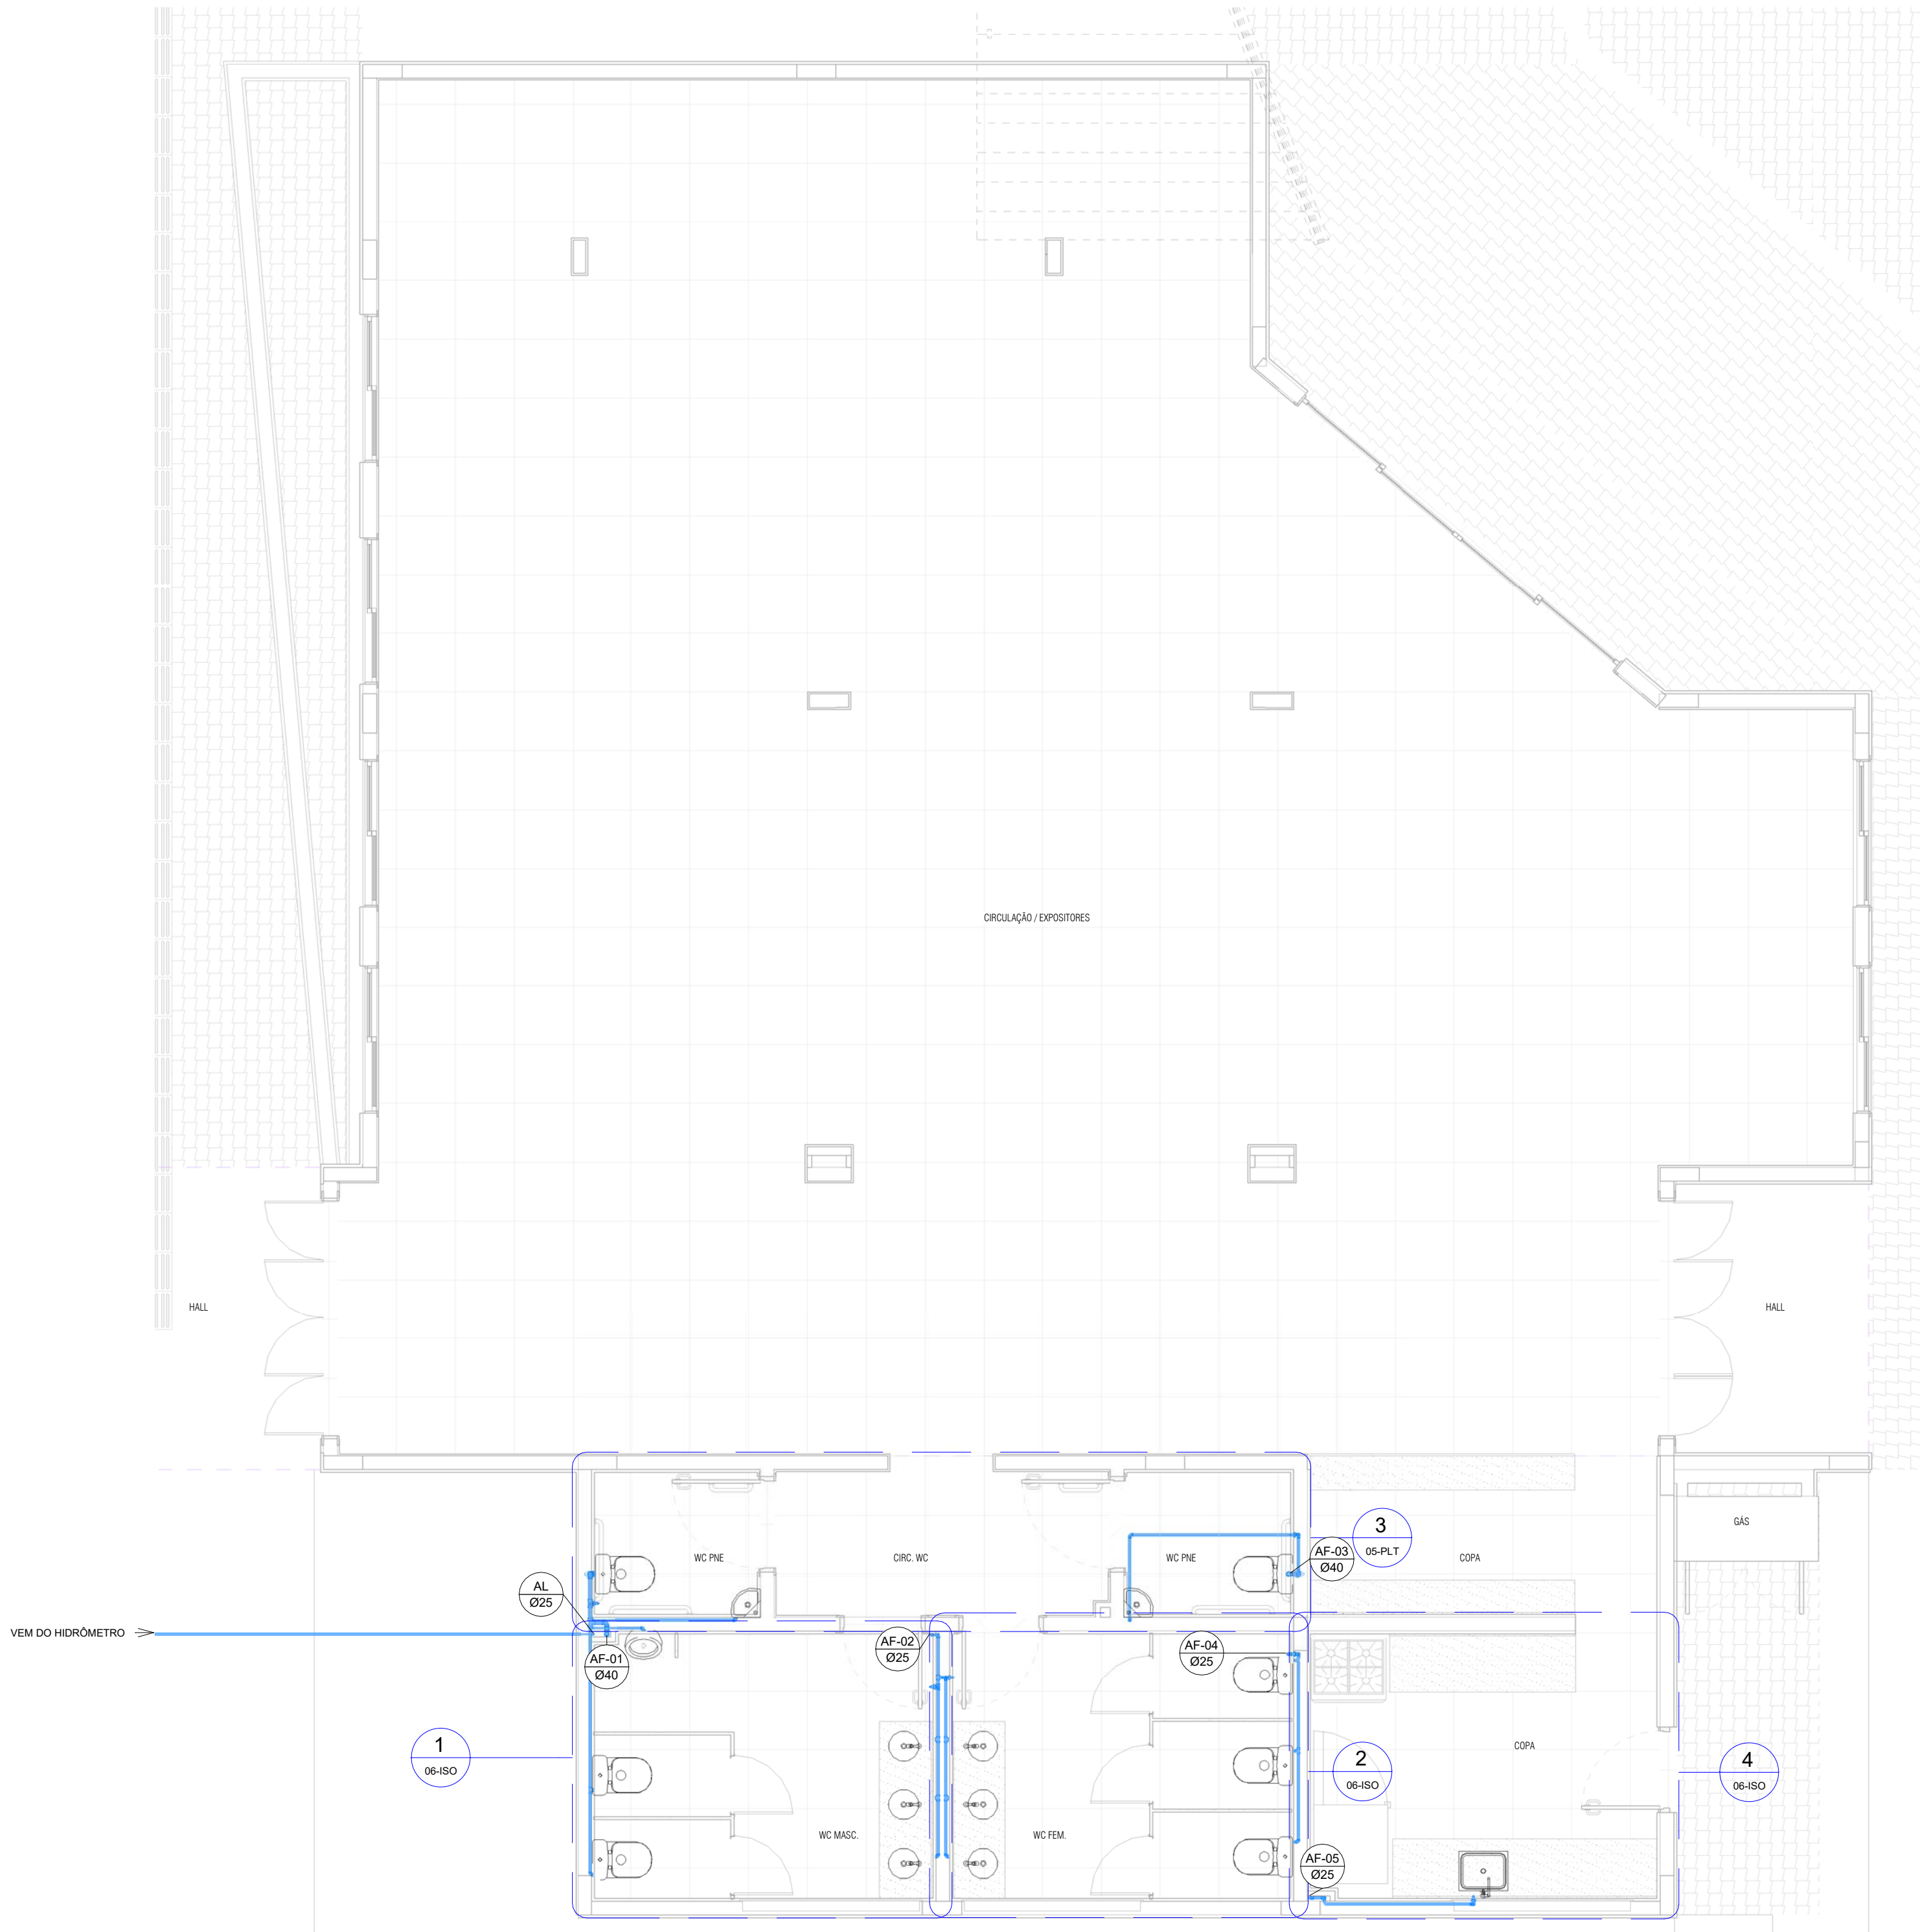 CIRCULAÇÃO / EXPOSITORES
HALL
HALL
GÁS
3
05-PLT
AF-03
Ø40
WC PNE
CIRC. WC
WC PNE
COPA
AL
Ø25
VEM DO HIDRÔMETRO
AF-01
Ø40
AF-02
Ø25
AF-04
Ø25
1
06-ISO
2
06-ISO
COPA
4
06-ISO
WC MASC.
WC FEM.
AF-05
Ø25